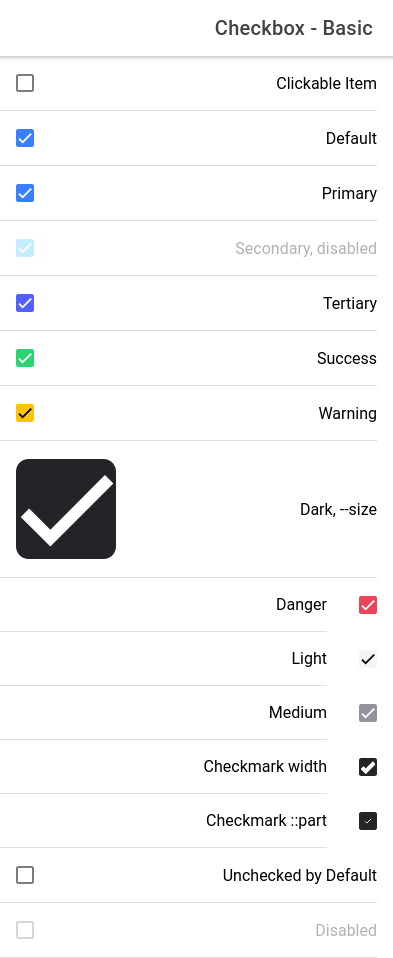 Checkbox - Basic
Clickable Item
Default
Primary
Secondary, disabled
Tertiary
Success
Warning
Dark, --size
Danger
Light
Medium
Checkmark width
Checkmark ::part
Unchecked by Default
Disabled